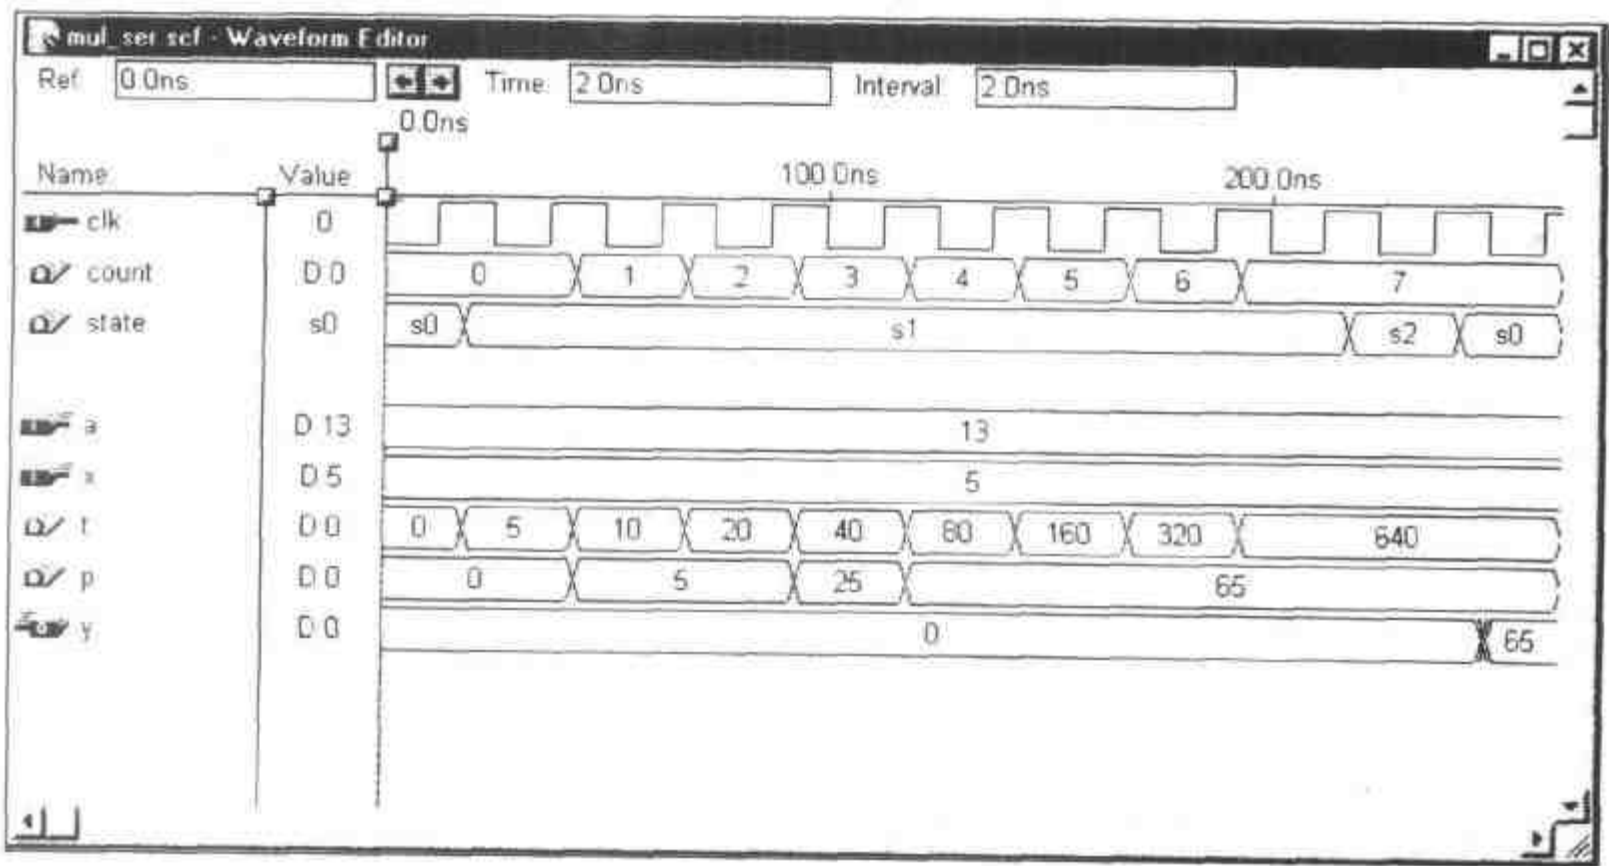 mul_ser.scf - Waveform Editor
Ref: 0.0ns Time: 2.0ns Interval: 2.0ns
0.0ns
Name Value 100.0ns 200.0ns
clk 0
count D 0 0 1 2 3 4 5 6 7
state s0 s0 s1 s2 s0
a D 13 13
x D 5 5
t D 0 0 5 10 20 40 80 160 320 640
p D 0 0 5 25 65
y D 0 0 65